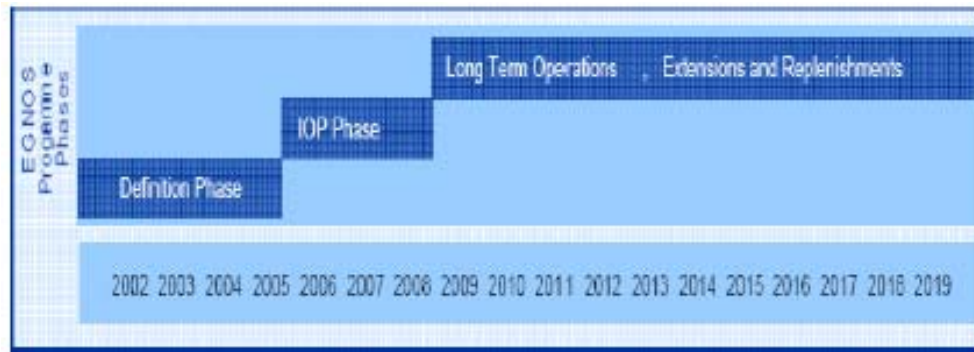 EGNOS
Programme
Phases
Long Term Operations , Extensions and Replenishments
IOP Phase
Definition Phase
2002 2003 2004 2005 2006 2007 2008 2009 2010 2011 2012 2013 2014 2015 2016 2017 2018 2019